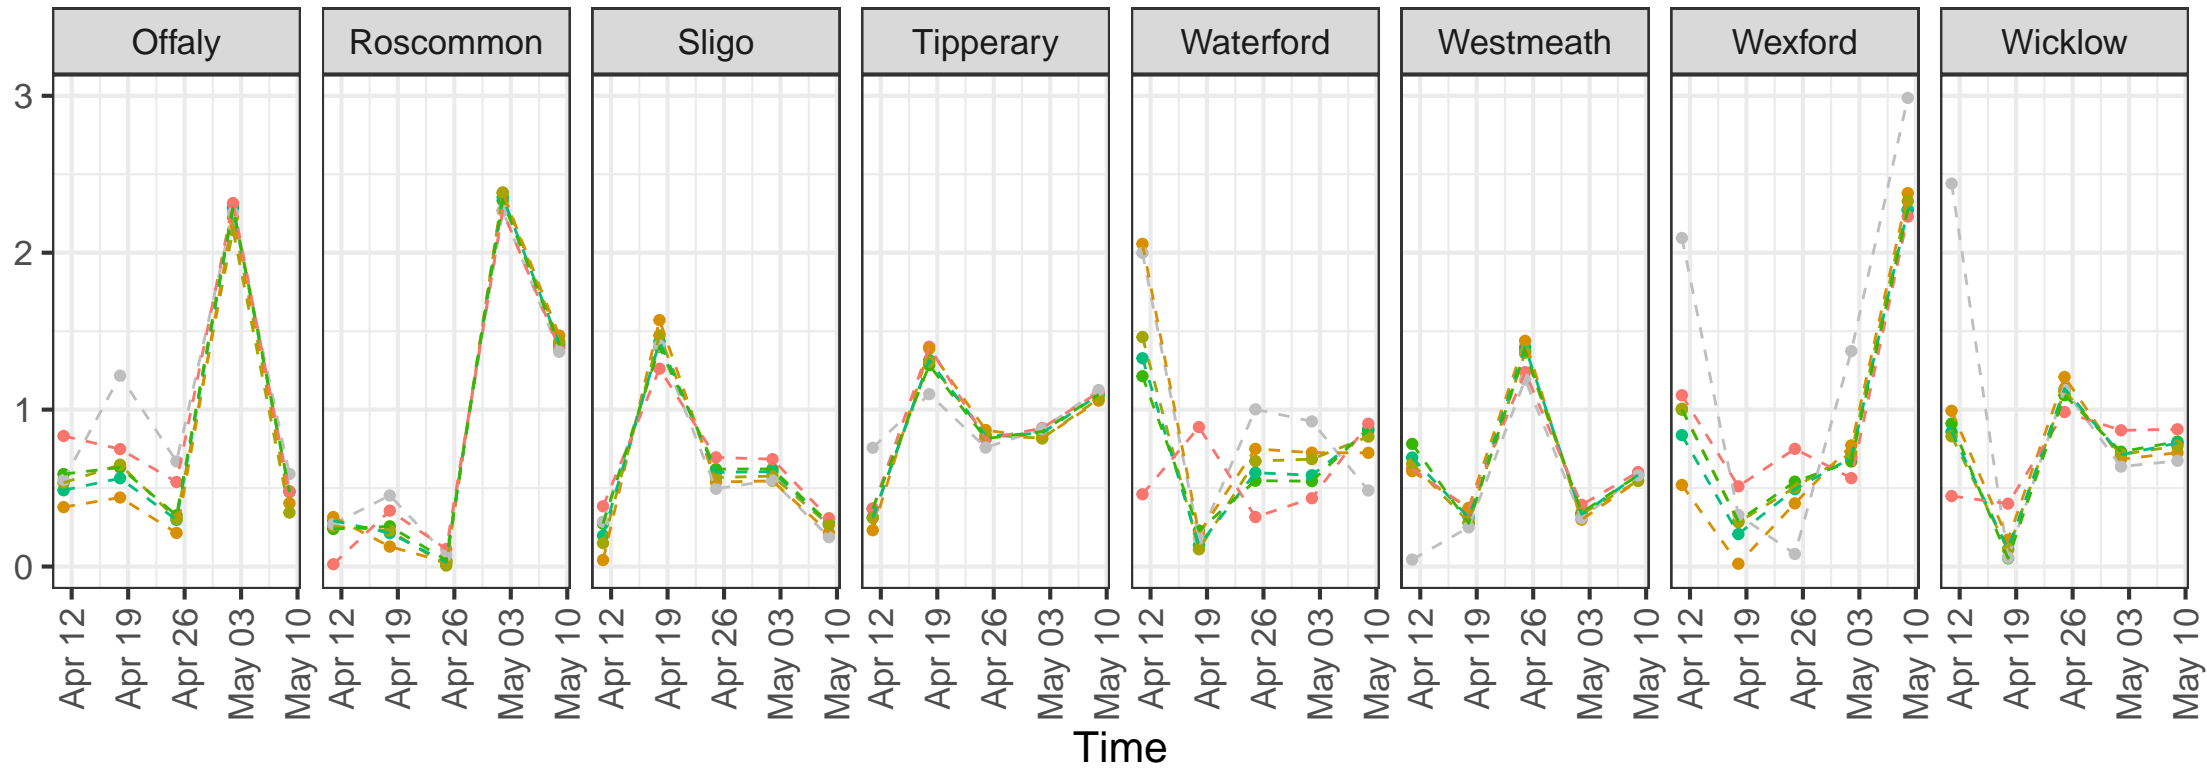 Offaly Roscommon Sligo Tipperary Waterford Westmeath Wexford Wicklow
3
2
1
0
Apr 12 Apr 19 Apr 26 May 03 May 10 Apr 12 Apr 19 Apr 26 May 03 May 10 Apr 12 Apr 19 Apr 26 May 03 May 10 Apr 12 Apr 19 Apr 26 May 03 May 10 Apr 12 Apr 19 Apr 26 May 03 May 10 Apr 12 Apr 19 Apr 26 May 03 May 10 Apr 12 Apr 19 Apr 26 May 03 May 10 Apr 12 Apr 19 Apr 26 May 03 May 10
Time